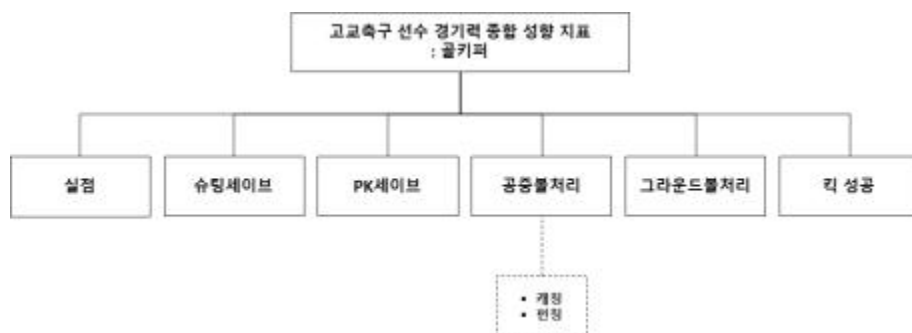 고교축구 선수 경기력 종합 성향 지표
: 골키퍼
실점
슈팅세이브
PK세이브
공중볼처리
그라운드볼처리
킥 성공
• 캐칭
• 펀칭